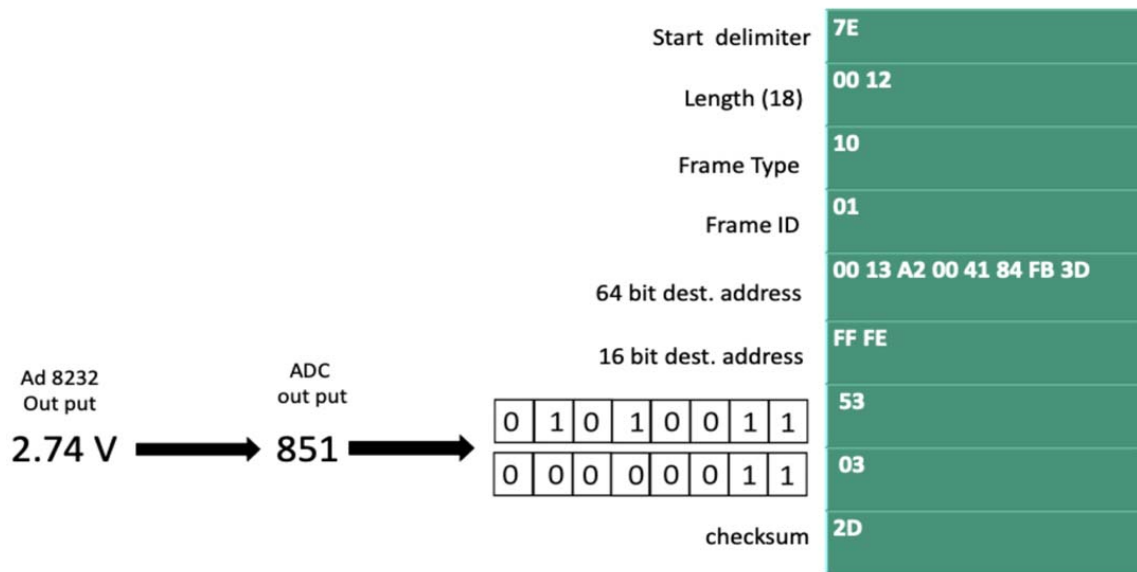 Start delimiter 7E
Length (18) 00 12
Frame Type 10
Frame ID 01
64 bit dest. address 00 13 A2 00 41 84 FB 3D
16 bit dest. address FF FE
Ad 8232
Out put
2.74 V
ADC
out put
851
0 1 0 1 0 0 1 1 53
0 0 0 0 0 0 1 1 03
checksum 2D